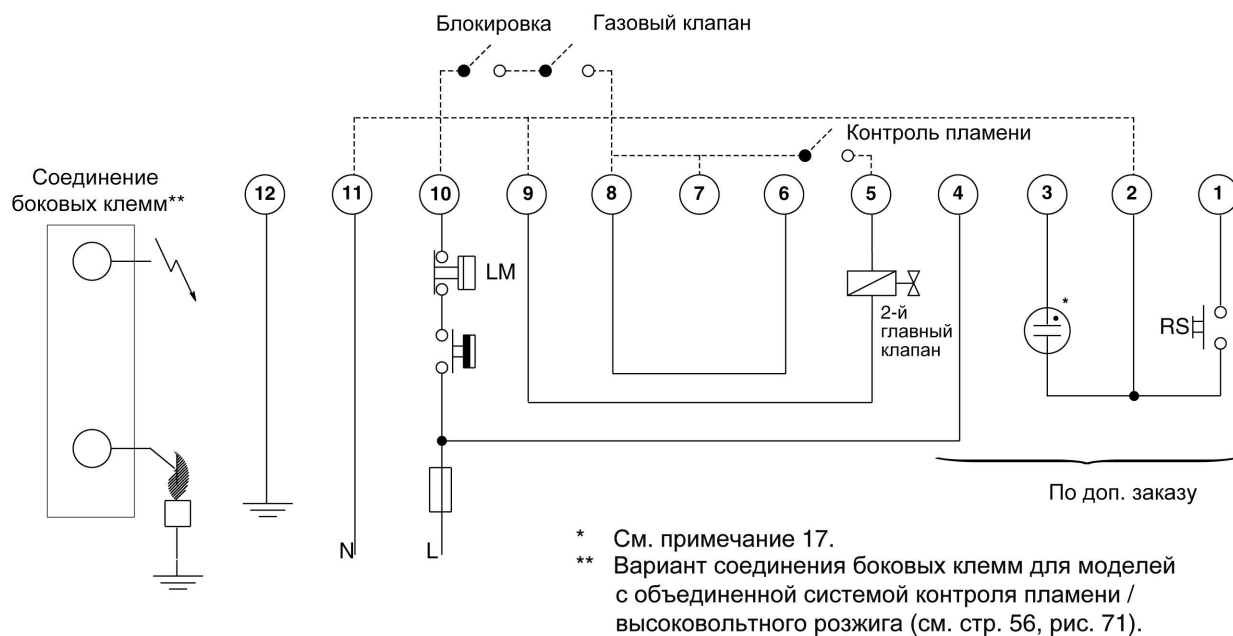 Блокировка
Газовый клапан
Контроль пламени
Соединение
боковых клемм**
12
11
10
9
8
7
6
5
4
3
2
1
LM
2-й
главный
клапан
*
RS
По доп. заказу
N
L
* См. примечание 17.
** Вариант соединения боковых клемм для моделей
с объединенной системой контроля пламени /
высоковольтного розжига (см. стр. 56, рис. 71).